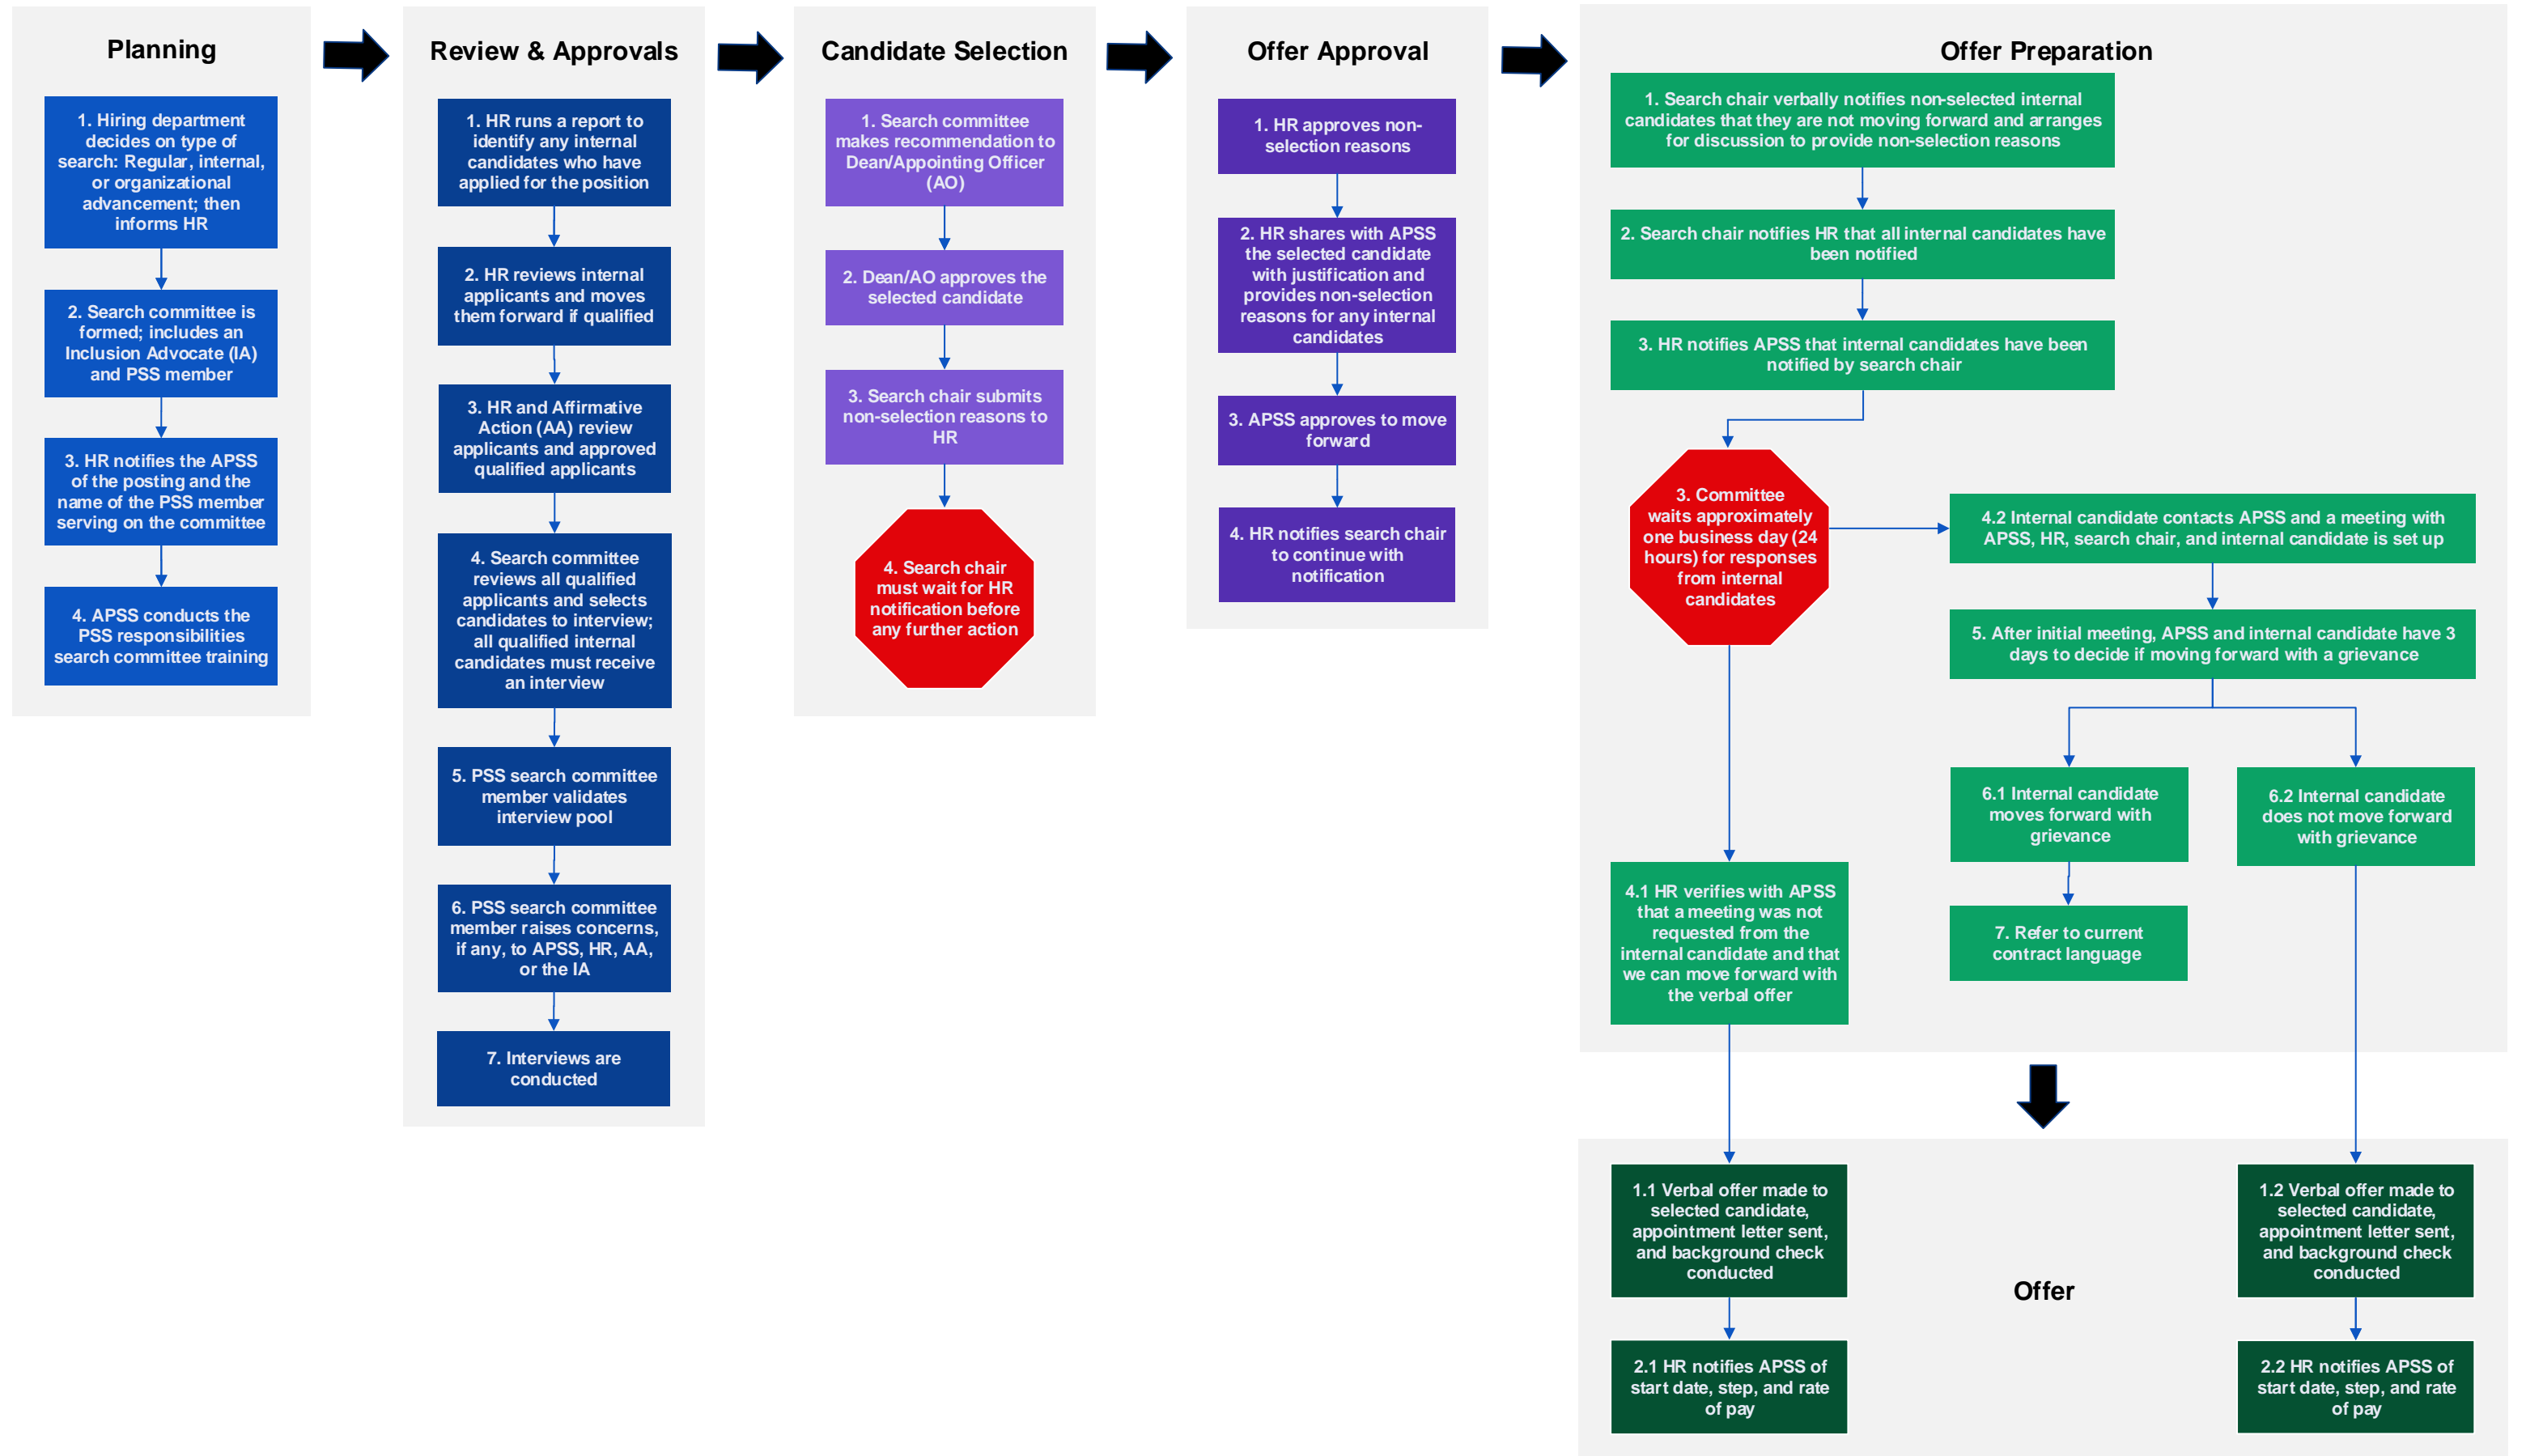 Planning
1. Hiring department
decides on type of
search: Regular, internal,
or organizational
advancement; then
informs HR
2. Search committee is
formed; includes an
Inclusion Advocate (IA)
and PSS member
3. HR notifies the APSS
of the posting and the
name of the PSS member
serving on the committee
4. APSS conducts the
PSS responsibilities
search committee training
Review & Approvals
1. HR runs a report to
identify any internal
candidates who have
applied for the position
2. HR reviews internal
applicants and moves
them forward if qualified
3. HR and Affirmative
Action (AA) review
applicants and approved
qualified applicants
4. Search committee
reviews all qualified
applicants and selects
candidates to interview;
all qualified internal
candidates must receive
an interview
5. PSS search committee
member validates
interview pool
6. PSS search committee
member raises concerns,
if any, to APSS, HR, AA,
or the IA
7. Interviews are
conducted
Candidate Selection
1. Search committee
makes recommendation to
Dean/Appointing Officer
(AO)
2. Dean/AO approves the
selected candidate
3. Search chair submits
non-selection reasons to
HR
4. Search chair
must wait for HR
notification before
any further action
Offer Approval
1. HR approves non-
selection reasons
2. HR shares with APSS
the selected candidate
with justification and
provides non-selection
reasons for any internal
candidates
3. APSS approves to move
forward
4. HR notifies search chair
to continue with
notification
Offer Preparation
1. Search chair verbally notifies non-selected internal
candidates that they are not moving forward and arranges
for discussion to provide non-selection reasons
2. Search chair notifies HR that all internal candidates have
been notified
3. HR notifies APSS that internal candidates have been
notified by search chair
3. Committee
waits approximately
one business day (24
hours) for responses
from internal
candidates
4.2 Internal candidate contacts APSS and a meeting with
APSS, HR, search chair, and internal candidate is set up
5. After initial meeting, APSS and internal candidate have 3
days to decide if moving forward with a grievance
6.1 Internal candidate
moves forward with
grievance
6.2 Internal candidate
does not move forward
with grievance
4.1 HR verifies with APSS
that a meeting was not
requested from the
internal candidate and that
we can move forward with
the verbal offer
7. Refer to current
contract language
Offer
1.1 Verbal offer made to
selected candidate,
appointment letter sent,
and background check
conducted
2.1 HR notifies APSS of
start date, step, and rate
of pay
1.2 Verbal offer made to
selected candidate,
appointment letter sent,
and background check
conducted
2.2 HR notifies APSS of
start date, step, and rate
of pay